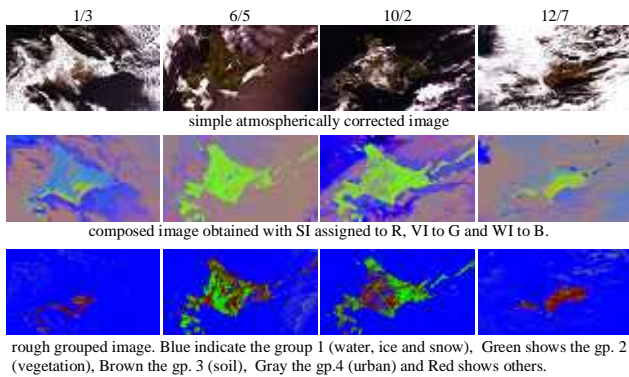 1/3 6/5 10/2 12/7
simple atmospherically corrected image
composed image obtained with SI assigned to R, VI to G and WI to B.
rough grouped image. Blue indicate the group 1 (water, ice and snow), Green shows the gp. 2
(vegetation), Brown the gp. 3 (soil), Gray the gp.4 (urban) and Red shows others.